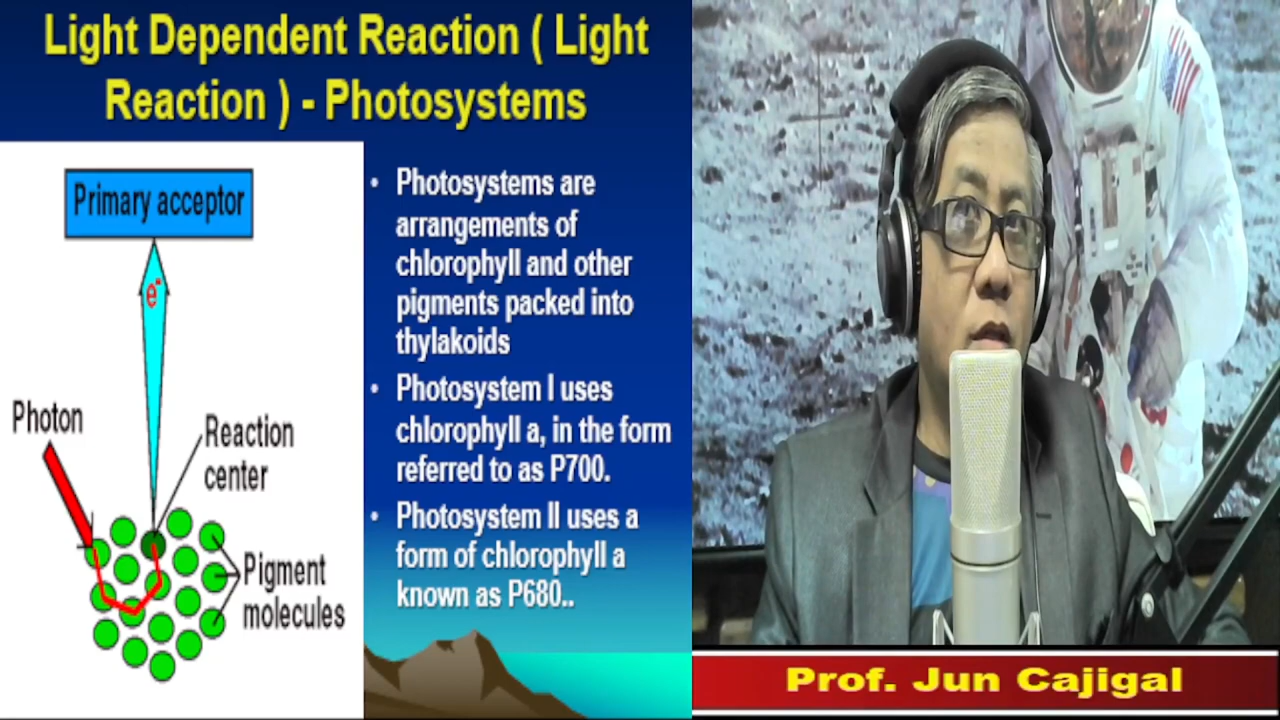 Light Dependent Reaction ( Light
Reaction ) - Photosystems
Primary acceptor
e-
Photon
Reaction
center
Pigment
molecules
• Photosystems are
arrangements of
chlorophyll and other
pigments packed into
thylakoids
• Photosystem I uses
chlorophyll a, in the form
referred to as P700.
• Photosystem II uses a
form of chlorophyll a
known as P680..
Prof. Jun Cajigal